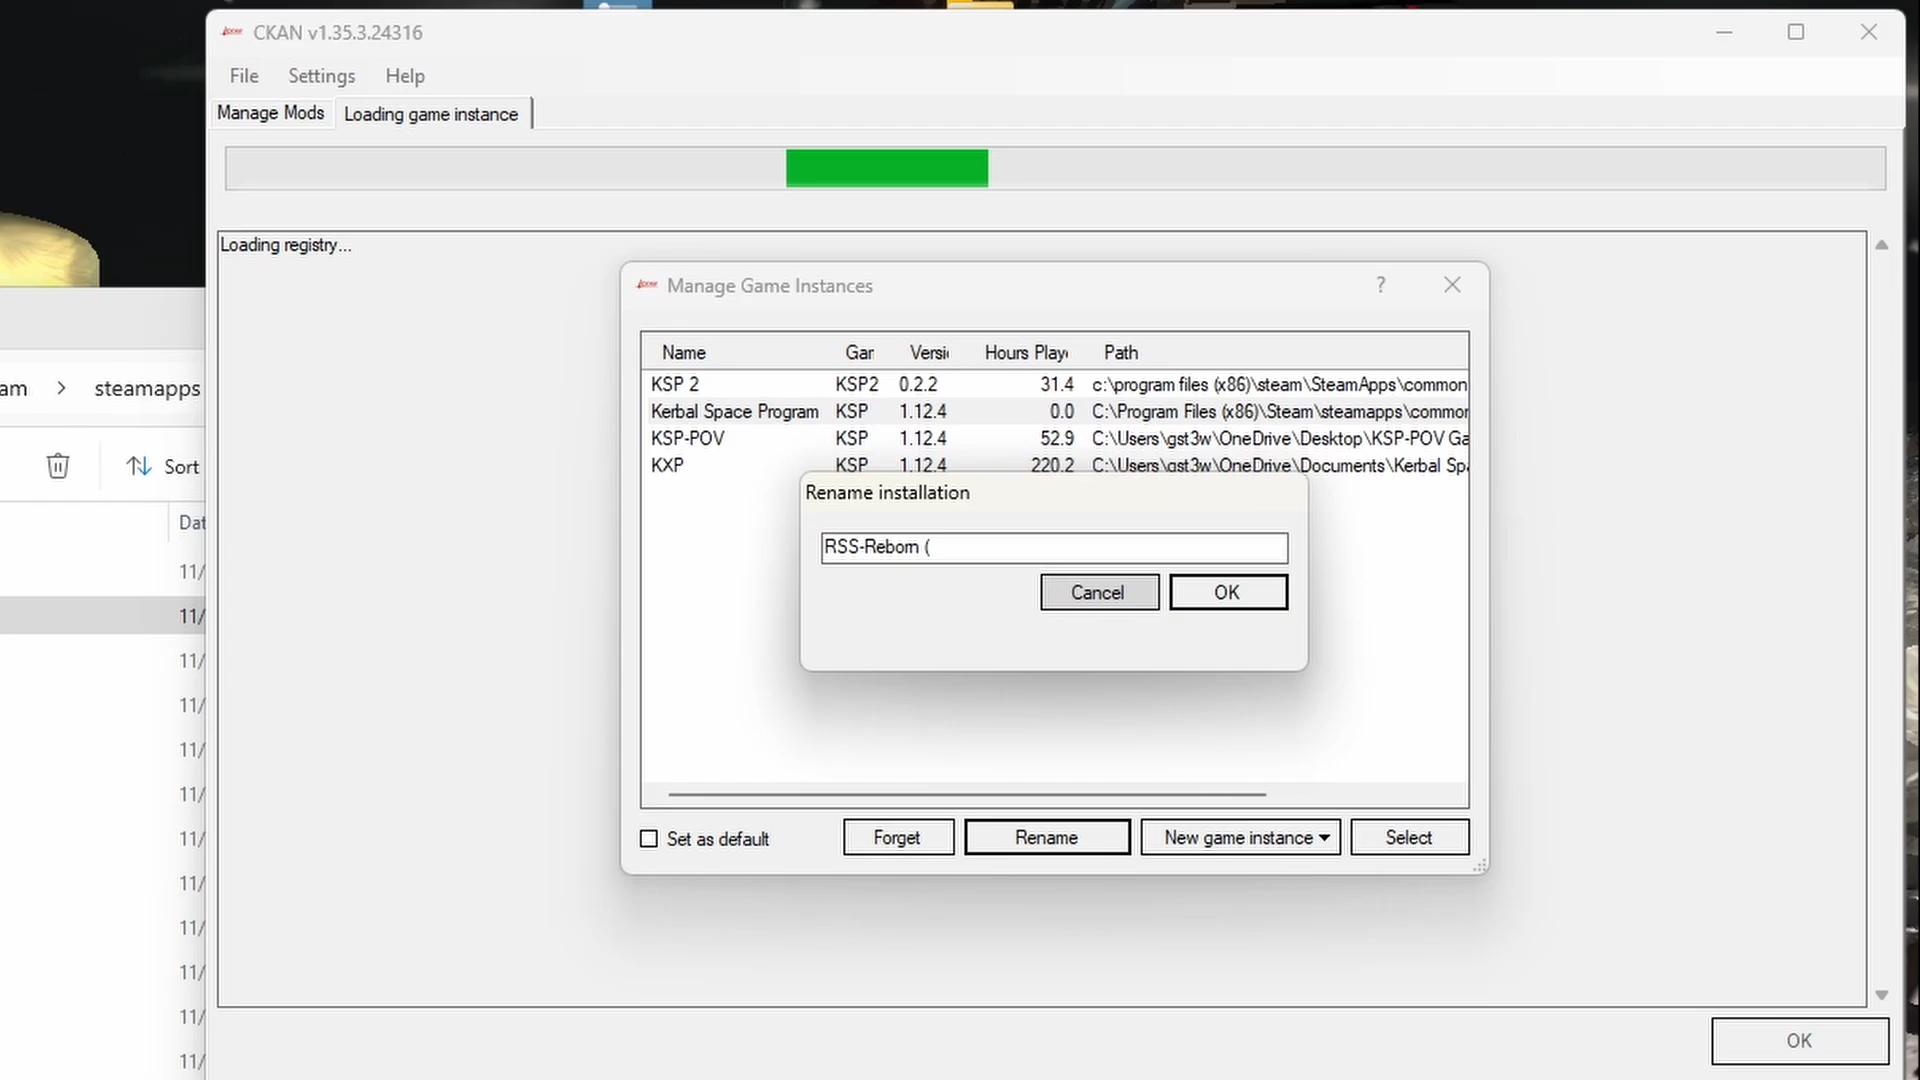 CKAN v1.35.3.24316
File Settings Help
Manage Mods Loading game instance
Loading registry...
Manage Game Instances
Name Gar Versi Hours Playe Path
KSP 2 KSP2 0.2.2 31.4 c:\program files (x86)\steam\SteamApps\common
Kerbal Space Program KSP 1.12.4 0.0 C:\Program Files (x86)\Steam\steamapps\common
KSP-POV KSP 1.12.4 52.9 C:\Users\gst3w\OneDrive\Desktop\KSP-POV Ga
KXP KSP 1.12.4 220.2 C:\Users\gst3w\OneDrive\Documents\Kerbal Sp
Rename installation
RSS-Reborn (
Cancel OK
Set as default Forget Rename New game instance Select
OK
am > steamapps
Sort
Dat
11/
11/
11/
11/
11/
11/
11/
11/
11/
11/
11/
11/